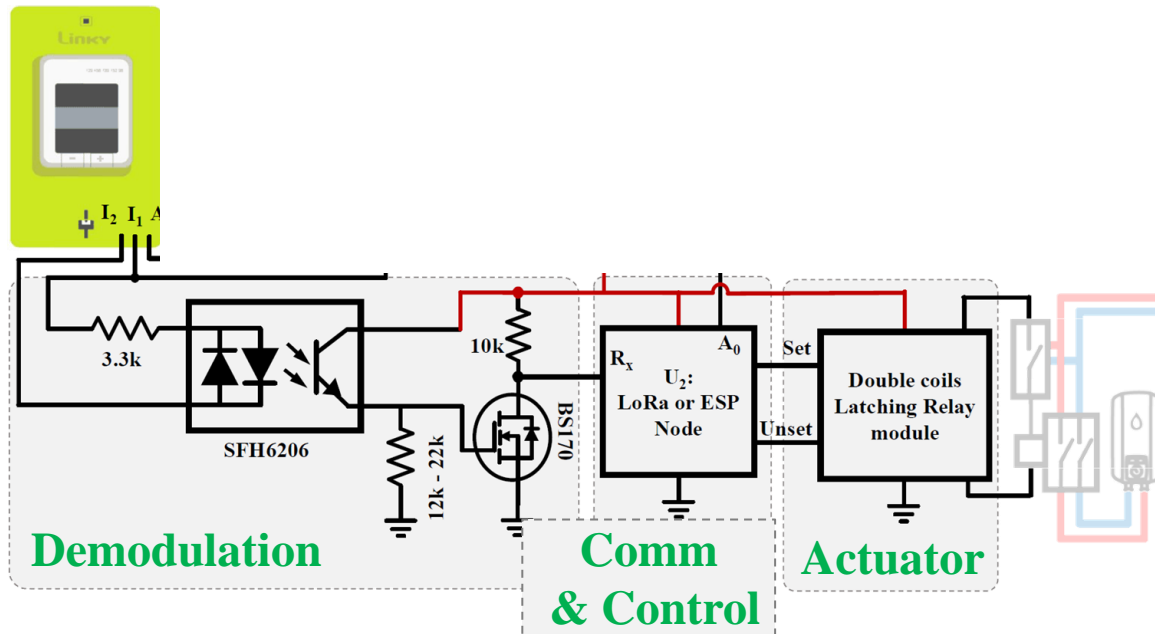 Linky
I₂ I₁ A
3.3k
SFH6206
12k - 22k
10k
BS170
Rₓ
A₀
U₂:
LoRa or ESP
Node
Set
Unset
Double coils
Latching Relay
module
Demodulation
Comm
& Control
Actuator